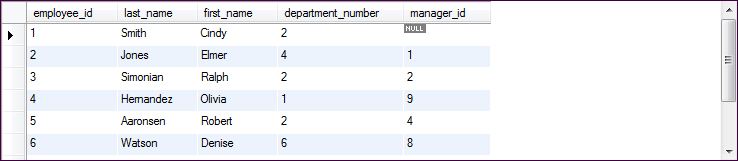 employee_id last_name first_name department_number manager_id
1 Smith Cindy 2 NULL
2 Jones Elmer 4 1
3 Simonian Ralph 2 2
4 Hernandez Olivia 1 9
5 Aaronsen Robert 2 4
6 Watson Denise 6 8